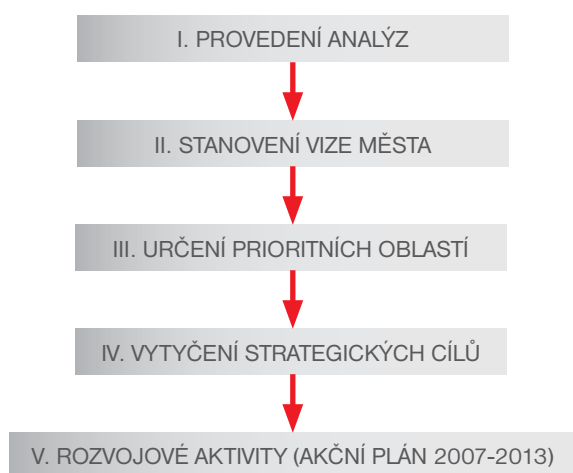 I. PROVEDENÍ ANALÝZ
II. STANOVENÍ VIZE MĚSTA
III. URČENÍ PRIORITNÍCH OBLASTÍ
IV. VYTYČENÍ STRATEGICKÝCH CÍLŮ
V. ROZVOJOVÉ AKTIVITY (AKČNÍ PLÁN 2007-2013)